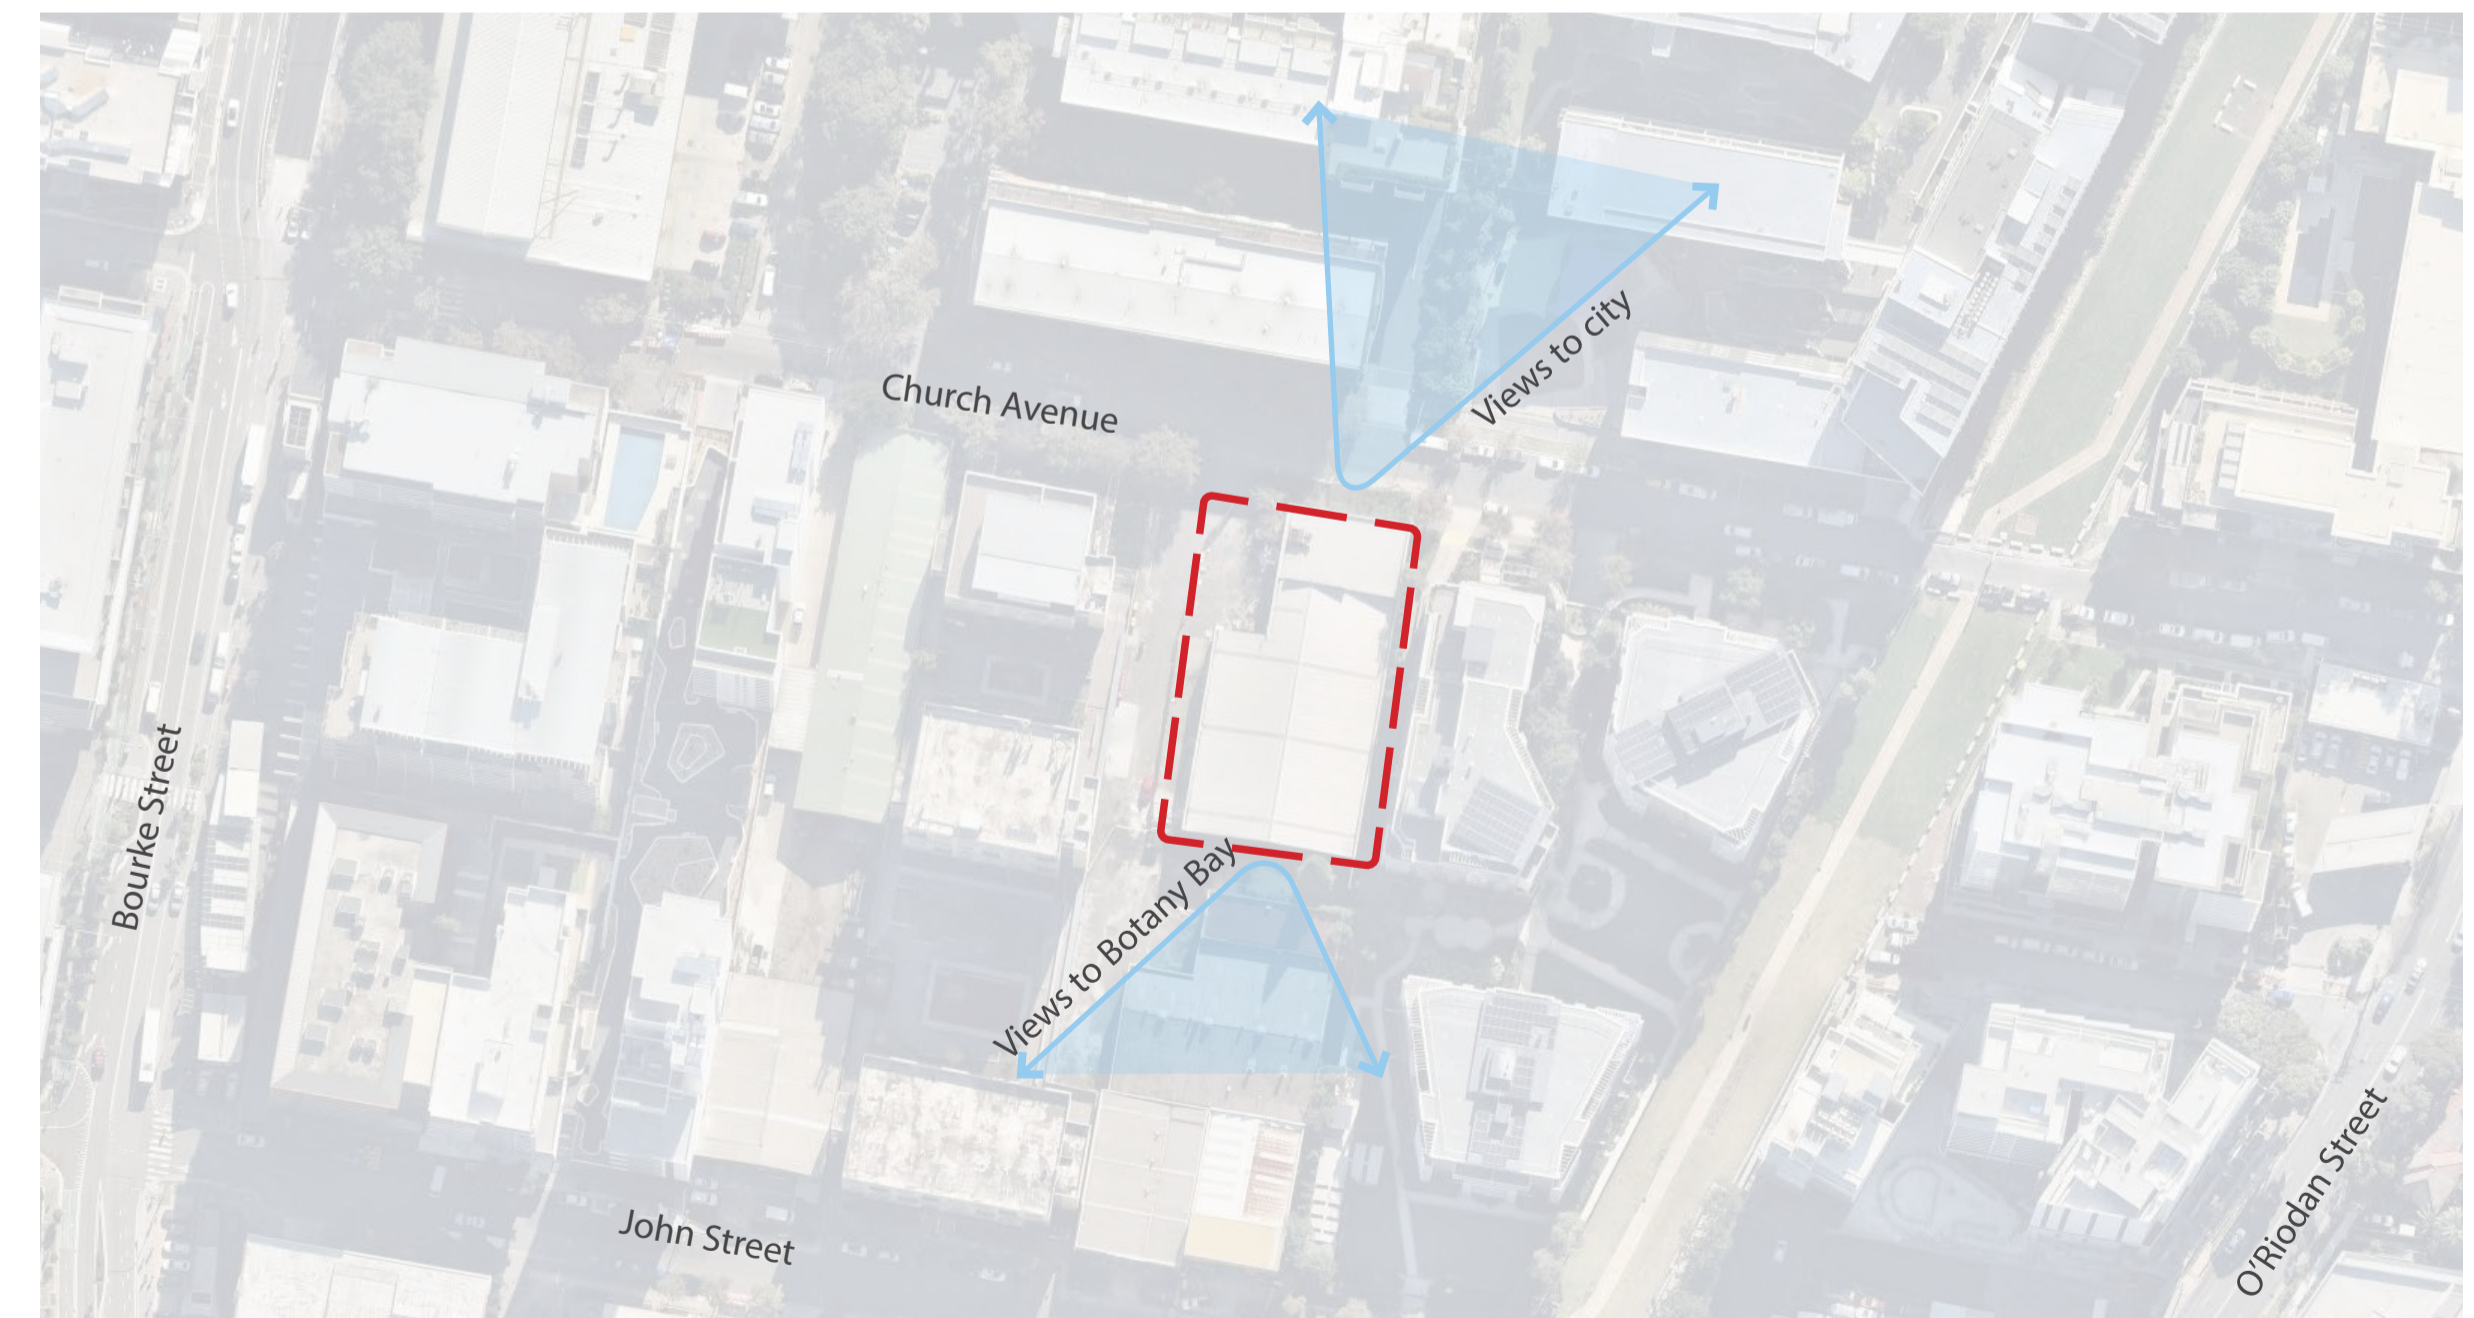 Views to city
Church Avenue
Bourke Street
Views to Botany Bay
John Street
O'Riodan Street